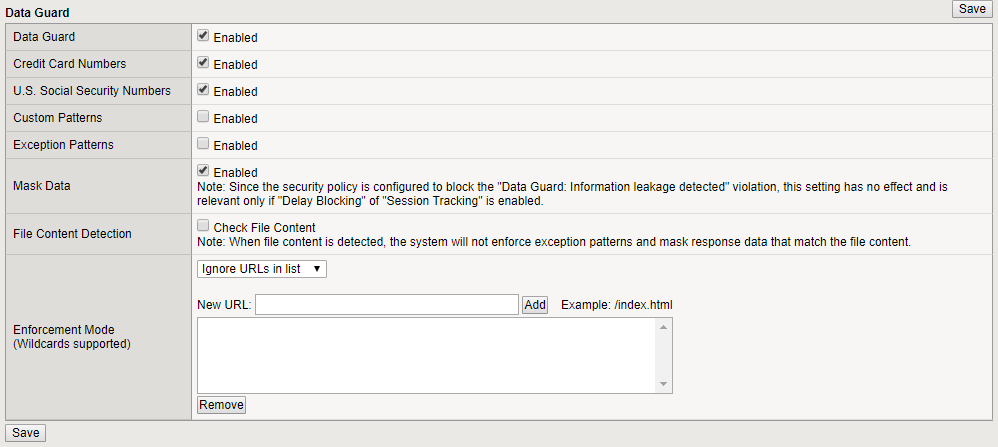 Data Guard
Save
Data Guard
Enabled
Credit Card Numbers
Enabled
U.S. Social Security Numbers
Enabled
Custom Patterns
Enabled
Exception Patterns
Enabled
Mask Data
Enabled
Note: Since the security policy is configured to block the "Data Guard: Information leakage detected" violation, this setting has no effect and is
relevant only if "Delay Blocking" of "Session Tracking" is enabled.
File Content Detection
Check File Content
Note: When file content is detected, the system will not enforce exception patterns and mask response data that match the file content.
Enforcement Mode
(Wildcards supported)
Ignore URLs in list
New URL:
Add
Example: /index.html
Remove
Save